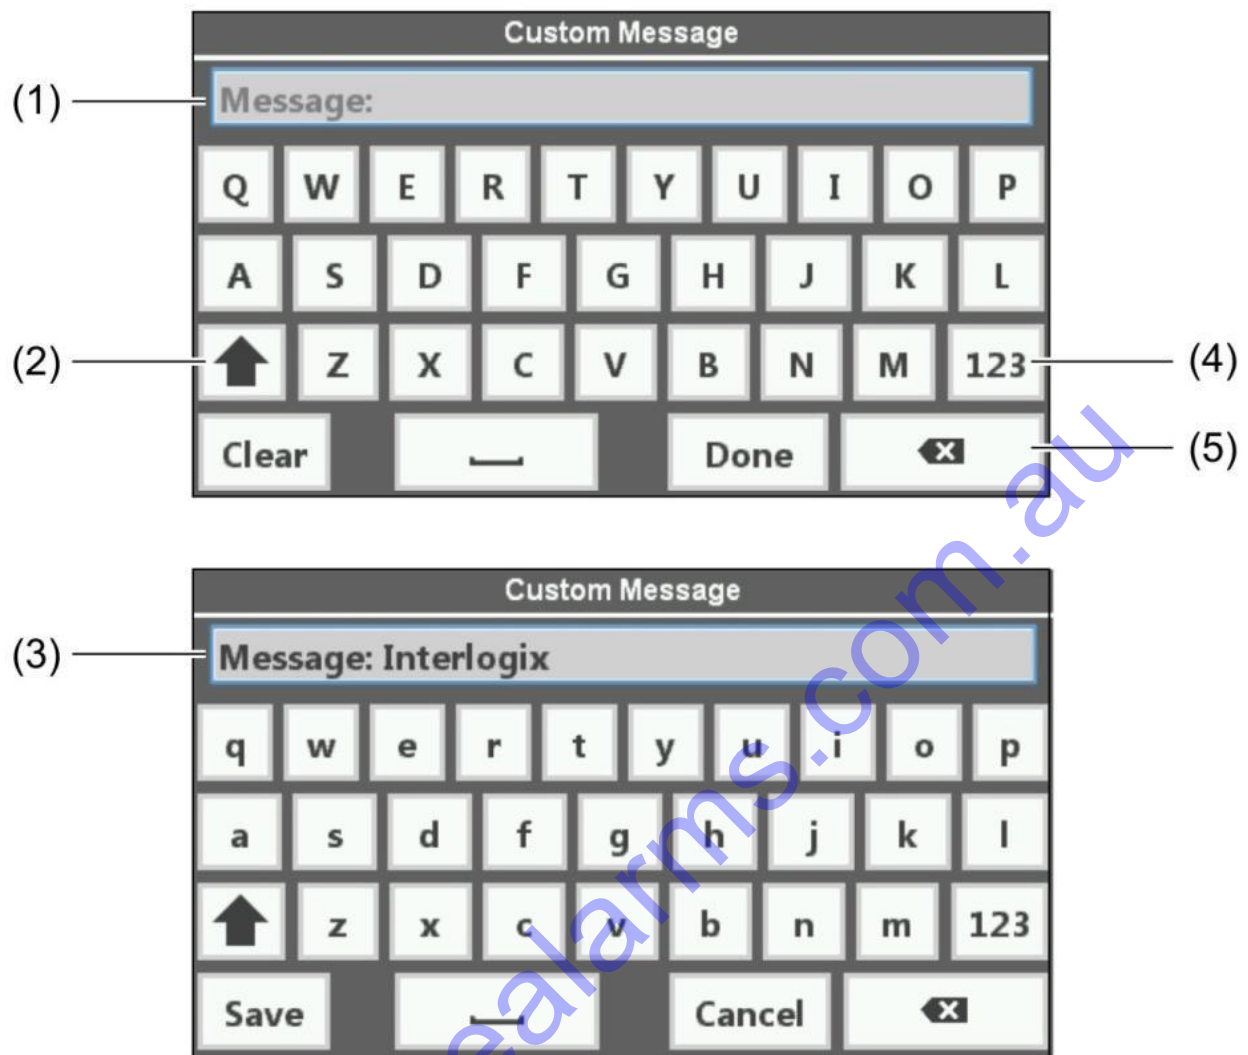 Custom Message
(1) Message:
Q W E R T Y U I O P
A S D F G H J K L
(2) Z X C V B N M 123 (4)
Clear Done (5)
Custom Message
(3) Message: Interlogix
q w e r t y u i o p
a s d f g h j k l
z x c v b n m 123
Save Cancel
ealarms.com.au